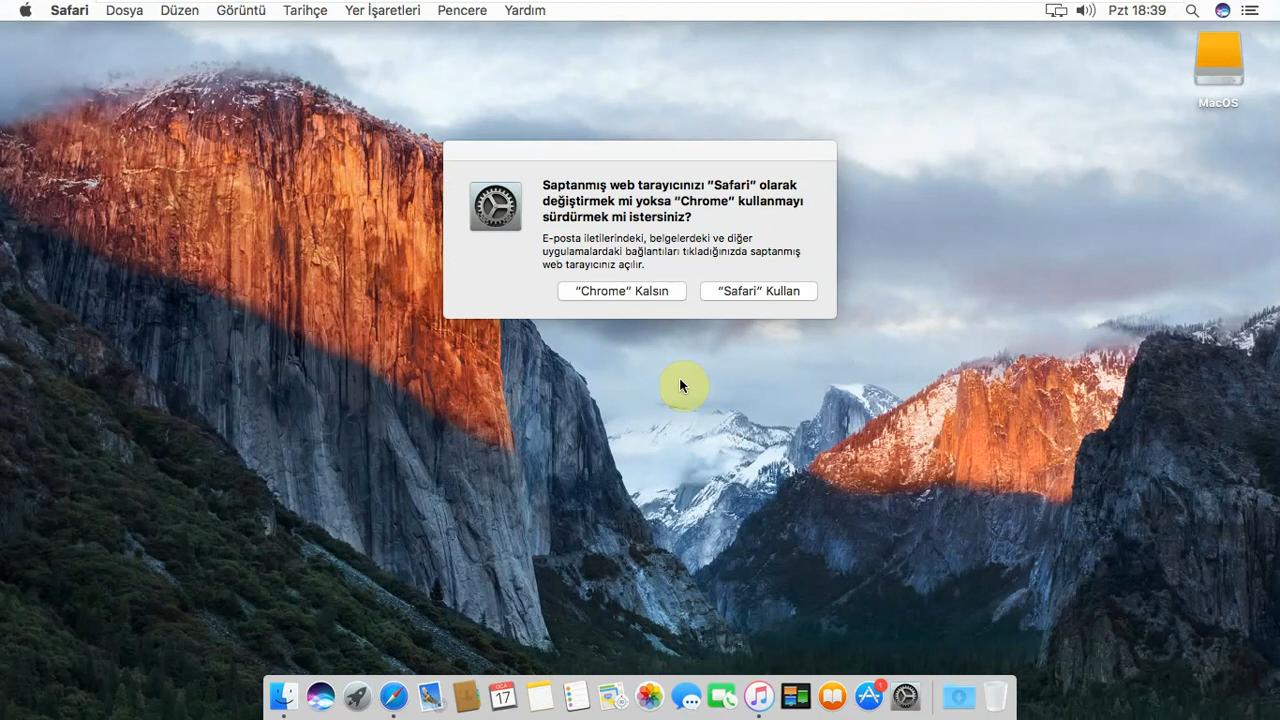 Safari Dosya Düzen Görüntü Tarihçe Yer İşaretleri Pencere Yardım Pzt 18:39
MacOS
Saptanmış web tarayıcınızı "Safari" olarak
değiştirmek mi yoksa "Chrome" kullanmayı
sürdürmek mi istersiniz?
E-posta iletilerindeki, belgelerdeki ve diğer
uygulamalardaki bağlantıları tıkladığınızda saptanmış
web tarayıcınız açılır.
"Chrome" Kalsın "Safari" Kullan
OCA
17
1